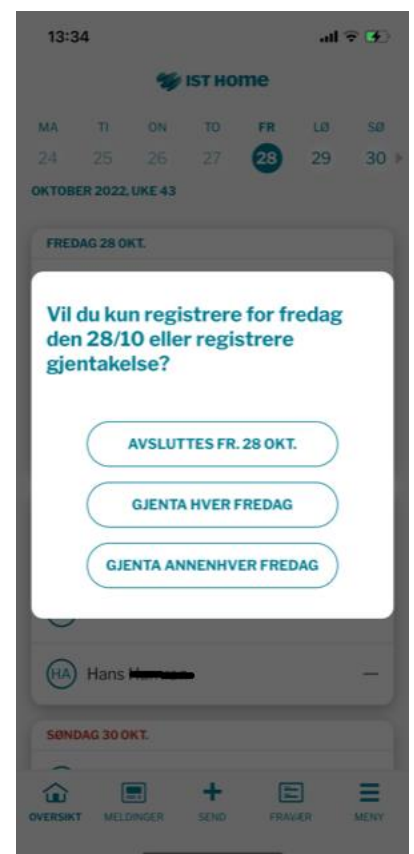 13:34
IST Home
MA TI ON TO FR LØ SØ
24 25 26 27 28 29 30
OKTOBER 2022, UKE 43
FREDAG 28 OKT.
Vil du kun registrere for fredag
den 28/10 eller registrere
gjentakelse?
AVSLUTTES FR. 28 OKT.
GJENTA HVER FREDAG
GJENTA ANNENHVER FREDAG
HA Hans
SØNDAG 30 OKT.
OVERSIKT MELDINGER SEND FRAVÆR MENY